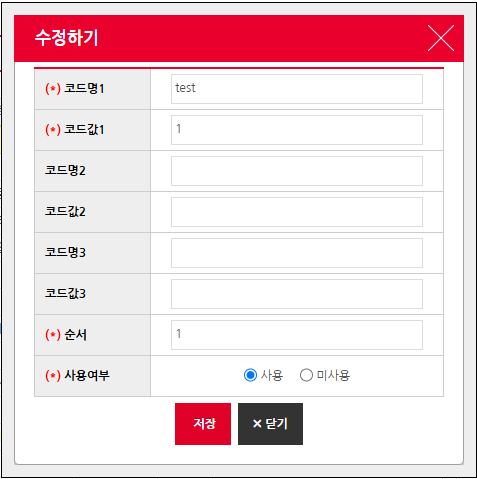 수정하기
(*) 코드명1 test
(*) 코드값1 1
코드명2
코드값2
코드명3
코드값3
(*) 순서 1
(*) 사용여부 사용 미사용
저장 ✕ 닫기